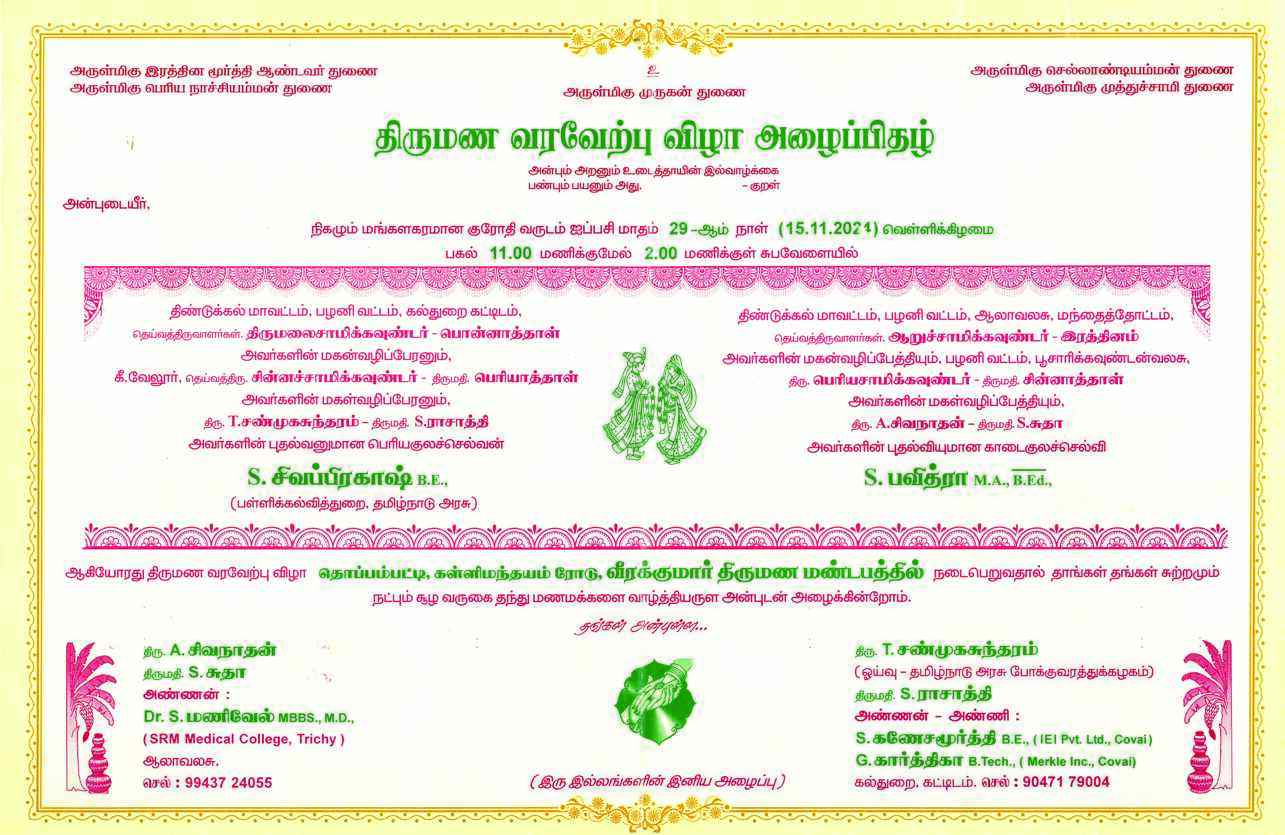 அருள்மிகு இரத்தின மூர்த்தி ஆண்டவர் துணை
அருள்மிகு பெரிய நாச்சியம்மன் துணை
உ
அருள்மிகு முருகன் துணை
அருள்மிகு செல்லாண்டியம்மன் துணை
அருள்மிகு முத்துச்சாமி துணை
திருமண வரவேற்பு விழா அழைப்பிதழ்
அன்பும் அறனும் உடைத்தாயின் இல்வாழ்க்கை
பண்பும் பயனும் அது. - குறள்
அன்புடையீர்,
நிகழும் மங்களகரமான குரோதி வருடம் ஐப்பசி மாதம் 29 -ஆம் நாள் (15.11.2024) வெள்ளிக்கிழமை
பகல் 11.00 மணிக்குமேல் 2.00 மணிக்குள் சுபவேளையில்
திண்டுக்கல் மாவட்டம், பழனி வட்டம், கல்துறை கட்டிடம்,
தெய்வத்திருவாளர்கள். திருமலைசாமிக்கவுண்டர் - பொன்னாத்தாள்
அவர்களின் மகன்வழிப்பேரனும்,
கீ.வேலூர், தெய்வத்திரு. சின்னச்சாமிக்கவுண்டர் - திருமதி. பெரியாத்தாள்
அவர்களின் மகள்வழிப்பேரனும்,
திரு. T.சண்முகசுந்தரம் - திருமதி. S.ராசாத்தி
அவர்களின் புதல்வனுமான பெரியகுலச்செல்வன்
S. சிவப்பிரகாஷ் B.E.,
(பள்ளிக்கல்வித்துறை, தமிழ்நாடு அரசு)
திண்டுக்கல் மாவட்டம், பழனி வட்டம், ஆலாவலசு, மந்தைத்தோட்டம்,
தெய்வத்திருவாளர்கள். ஆறுச்சாமிக்கவுண்டர் - இரத்தினம்
அவர்களின் மகன்வழிப்பேத்தியும், பழனி வட்டம், பூசாரிக்கவுண்டன்வலசு,
திரு. பெரியசாமிக்கவுண்டர் - திருமதி. சின்னாத்தாள்
அவர்களின் மகள்வழிப்பேத்தியும்,
திரு. A.சிவநாதன் - திருமதி. S.சுதா
அவர்களின் புதல்வியுமான காடைகுலச்செல்வி
S. பவித்ரா M.A., B.Ed.,
ஆகியோரது திருமண வரவேற்பு விழா தொப்பம்பட்டி, கள்ளிமந்தயம் ரோடு, வீரக்குமார் திருமண மண்டபத்தில் நடைபெறுவதால் தாங்கள் தங்கள் சுற்றமும்
நட்பும் சூழ வருகை தந்து மணமக்களை வாழ்த்தியருள அன்புடன் அழைக்கின்றோம்.
தங்கள் அன்புள்ள...
திரு. A. சிவநாதன்
திருமதி. S. சுதா
அண்ணன் :
Dr. S. மணிவேல் MBBS., M.D.,
( SRM Medical College, Trichy )
ஆலாவலசு.
செல் : 99437 24055
(இரு இல்லங்களின் இனிய அழைப்பு)
திரு. T. சண்முகசுந்தரம்
(ஓய்வு - தமிழ்நாடு அரசு போக்குவரத்துக்கழகம்)
திருமதி. S. ராசாத்தி
அண்ணன் - அண்ணி :
S. கணேசமூர்த்தி B.E., ( IEI Pvt. Ltd., Covai)
G. கார்த்திகா B.Tech., ( Merkle Inc., Covai)
கல்துறை, கட்டிடம். செல் : 90471 79004